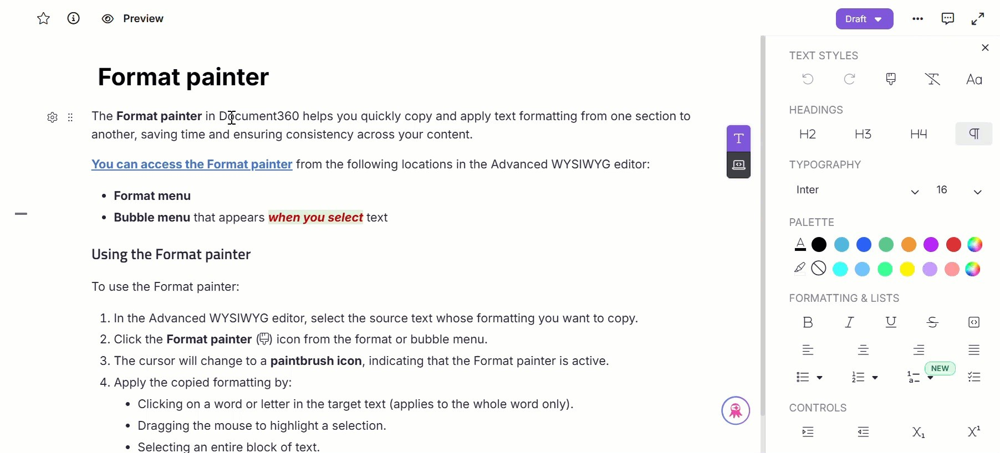 Preview
Draft
Format painter
The Format painter in Document360 helps you quickly copy and apply text formatting from one section to
another, saving time and ensuring consistency across your content.
You can access the Format painter from the following locations in the Advanced WYSIWYG editor:
• Format menu
• Bubble menu that appears when you select text
Using the Format painter
To use the Format painter:
1. In the Advanced WYSIWYG editor, select the source text whose formatting you want to copy.
2. Click the Format painter () icon from the format or bubble menu.
3. The cursor will change to a paintbrush icon, indicating that the Format painter is active.
4. Apply the copied formatting by:
• Clicking on a word or letter in the target text (applies to the whole word only).
• Dragging the mouse to highlight a selection.
• Selecting an entire block of text.
T
TEXT STYLES
Aa
HEADINGS
H2 H3 H4 ¶
TYPOGRAPHY
Inter 16
PALETTE
A
FORMATTING & LISTS
B I U S
NEW
CONTROLS
X₁ X¹